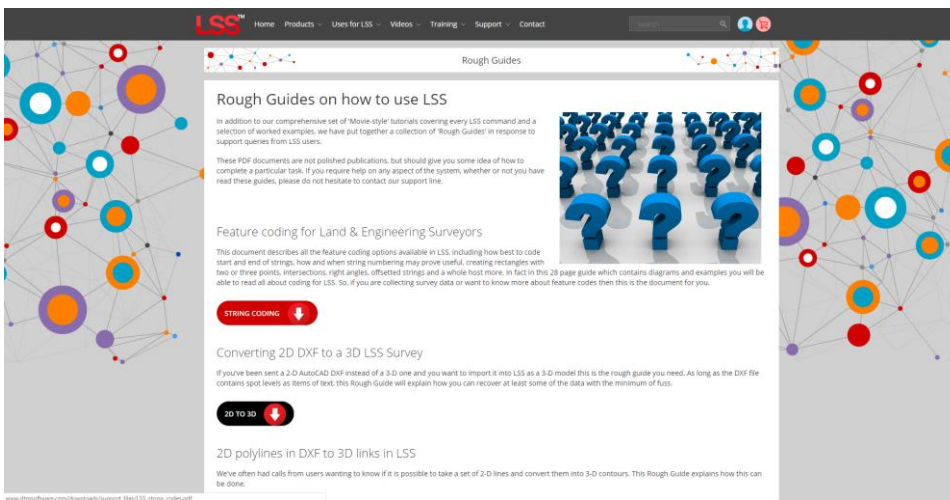 LSS™ Home Products Uses for LSS Videos Training Support Contact Search
Rough Guides
Rough Guides on how to use LSS
In addition to our comprehensive set of 'Movie-style' tutorials covering every LSS command and a
selection of worked examples, we have put together a collection of 'Rough Guides' in response to
support queries from LSS users.
These PDF documents are not polished publications, but should give you some idea of how to
complete a particular task. If you require help on any aspect of the system, whether or not you have
read these guides, please do not hesitate to contact our support line.
Feature coding for Land & Engineering Surveyors
This document describes all the feature coding options available in LSS, including how best to code
start and end of strings, how and when string numbering may prove useful, creating rectangles with
two or three points, intersections, right angles, offsetted strings and a whole host more. In fact in this 28 page guide which contains diagrams and examples you will be
able to read all about coding for LSS. So, if you are collecting survey data or want to know more about feature codes then this is the document for you.
STRING CODING
Converting 2D DXF to a 3D LSS Survey
If you've been sent a 2-D AutoCAD DXF instead of a 3-D one and you want to import it into LSS as a 3-D model this is the rough guide you need. As long as the DXF file
contains spot levels as items of text, this Rough Guide will explain how you can recover at least some of the data with the minimum of fuss.
2D TO 3D
2D polylines in DXF to 3D links in LSS
We've often had calls from users wanting to know if it is possible to take a set of 2-D lines and convert them into 3-D contours. This Rough Guide explains how this can
be done.